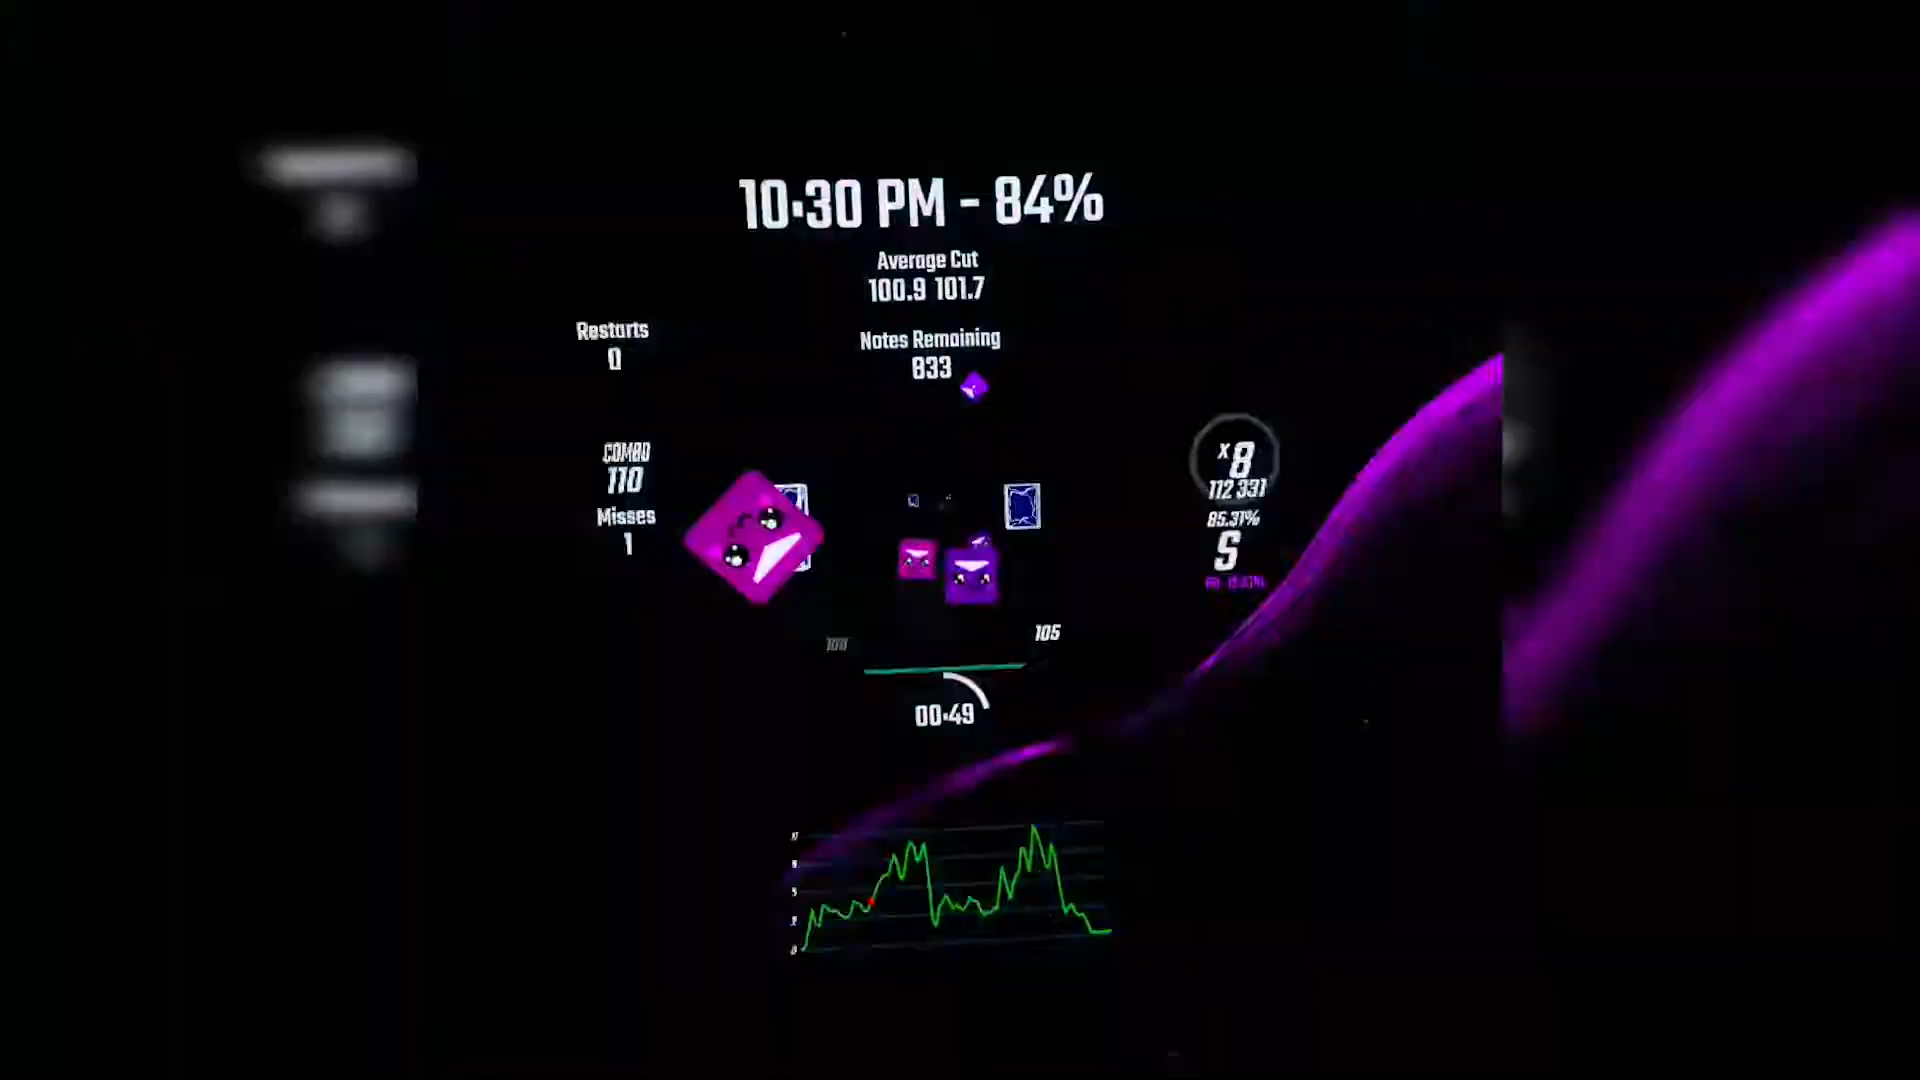 10:30 PM - 84%
Average Cut
100.9 101.7
Restarts
0
Notes Remaining
833
COMBO
110
Misses
1
x8
112 331
85.31%
S
100
105
00:49